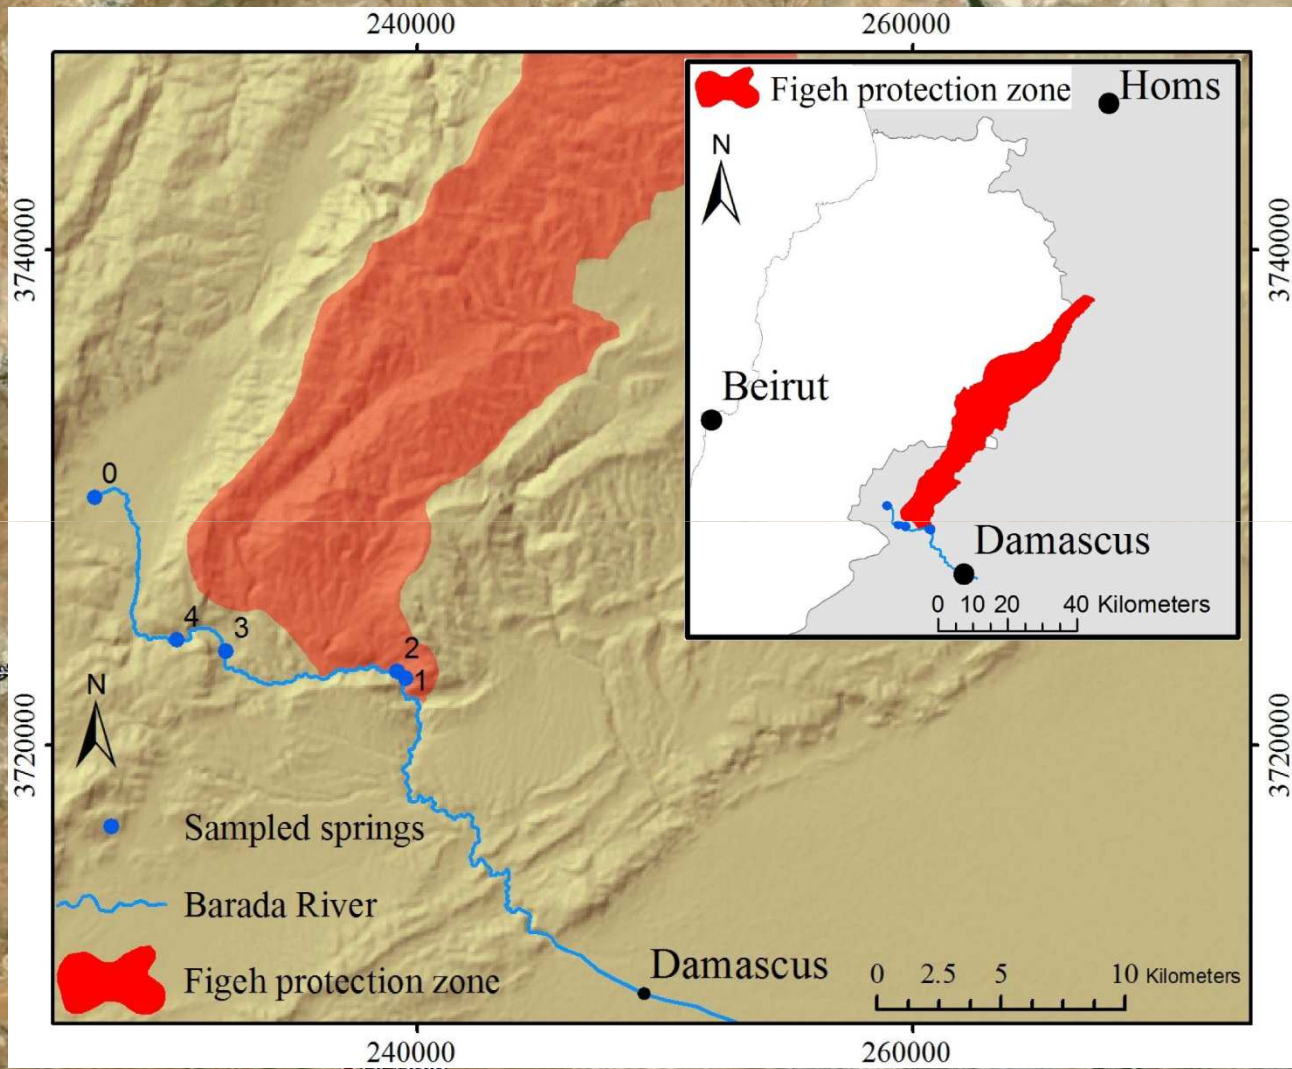 240000
260000
Figeh protection zone
Homs
N
3740000
3740000
Beirut
0
Damascus
0 10 20 40 Kilometers
4
3
2
1
N
3720000
3720000
Sampled springs
Barada River
Damascus
Figeh protection zone
0 2.5 5 10 Kilometers
240000
260000